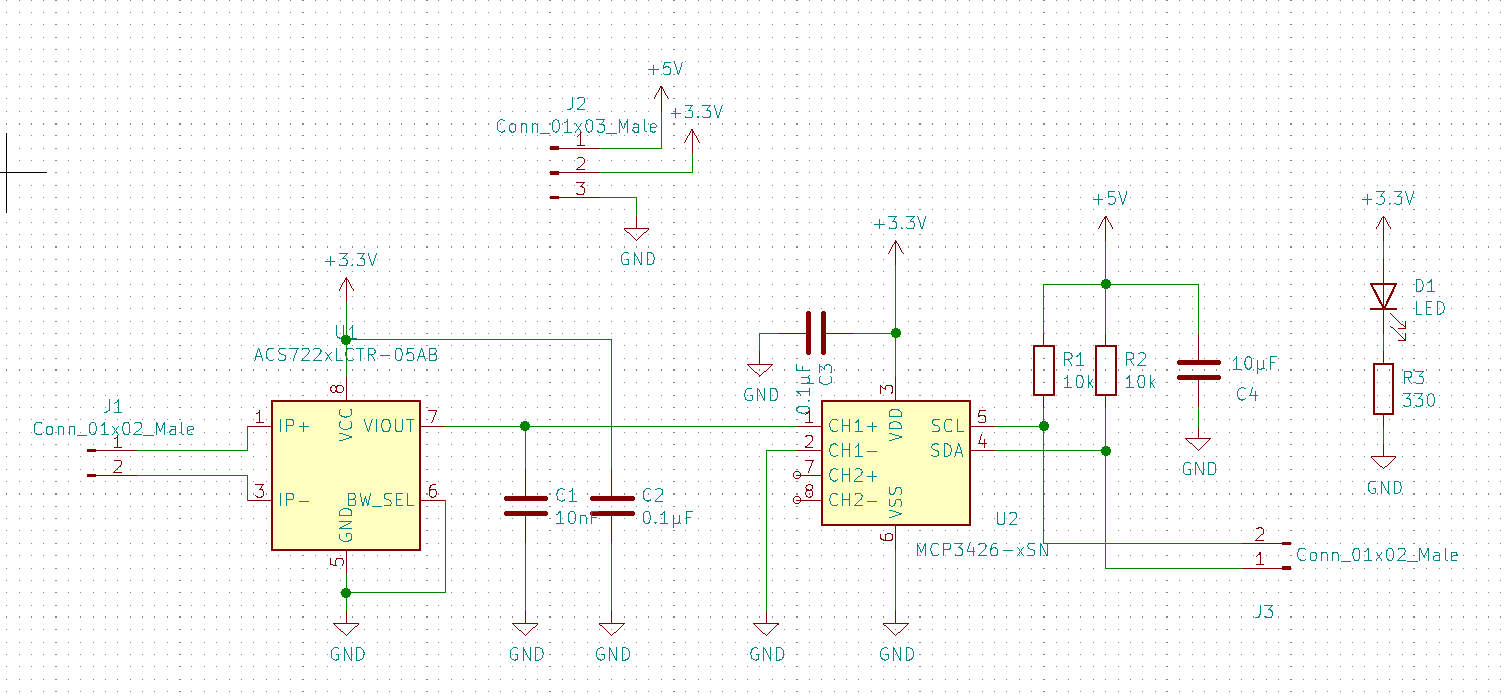 +5V
J2
+3.3V
Conn_01x03_Male
1
2
3
GND
+5V
+3.3V
+3.3V
+3.3V
U1
ACS722xLCTR-05AB
D1
LED
0.1µF
C3
GND
R1
10k
R2
10k
10µF
C4
R3
330
GND
GND
J1
Conn_01x02_Male
1
2
1
IP+
3
IP-
8
VCC
VIOUT
7
BW_SEL
6
GND
5
C1
10nF
C2
0.1µF
1
CH1+
2
CH1-
7
CH2+
8
CH2-
3
VDD
VSS
6
SCL
5
SDA
4
U2
MCP3426-xSN
2
1
Conn_01x02_Male
J3
GND
GND
GND
GND
GND